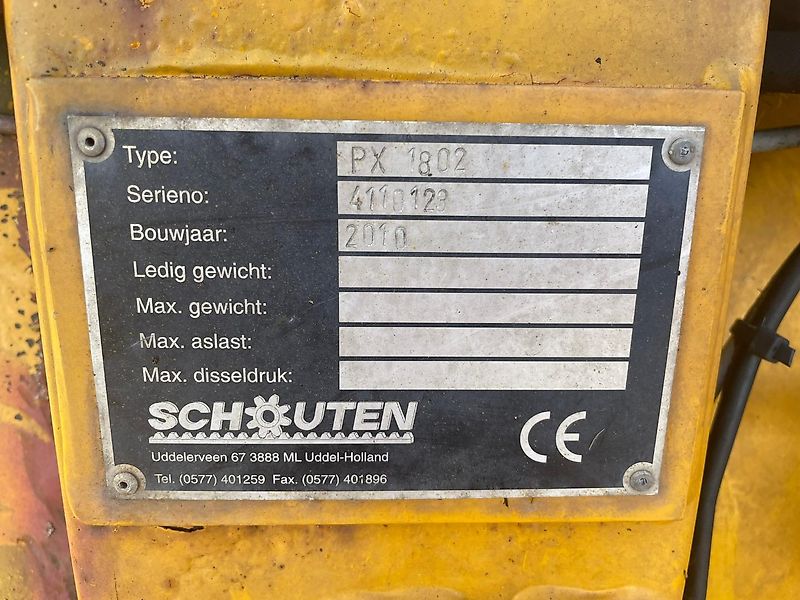 Type: PX 1802
Serieno: 4110123
Bouwjaar: 2010
Ledig gewicht:
Max. gewicht:
Max. aslast:
Max. disseldruk:
SCHOUTEN
Uddelerveen 67 3888 ML Uddel-Holland
Tel. (0577) 401259 Fax. (0577) 401896
CE